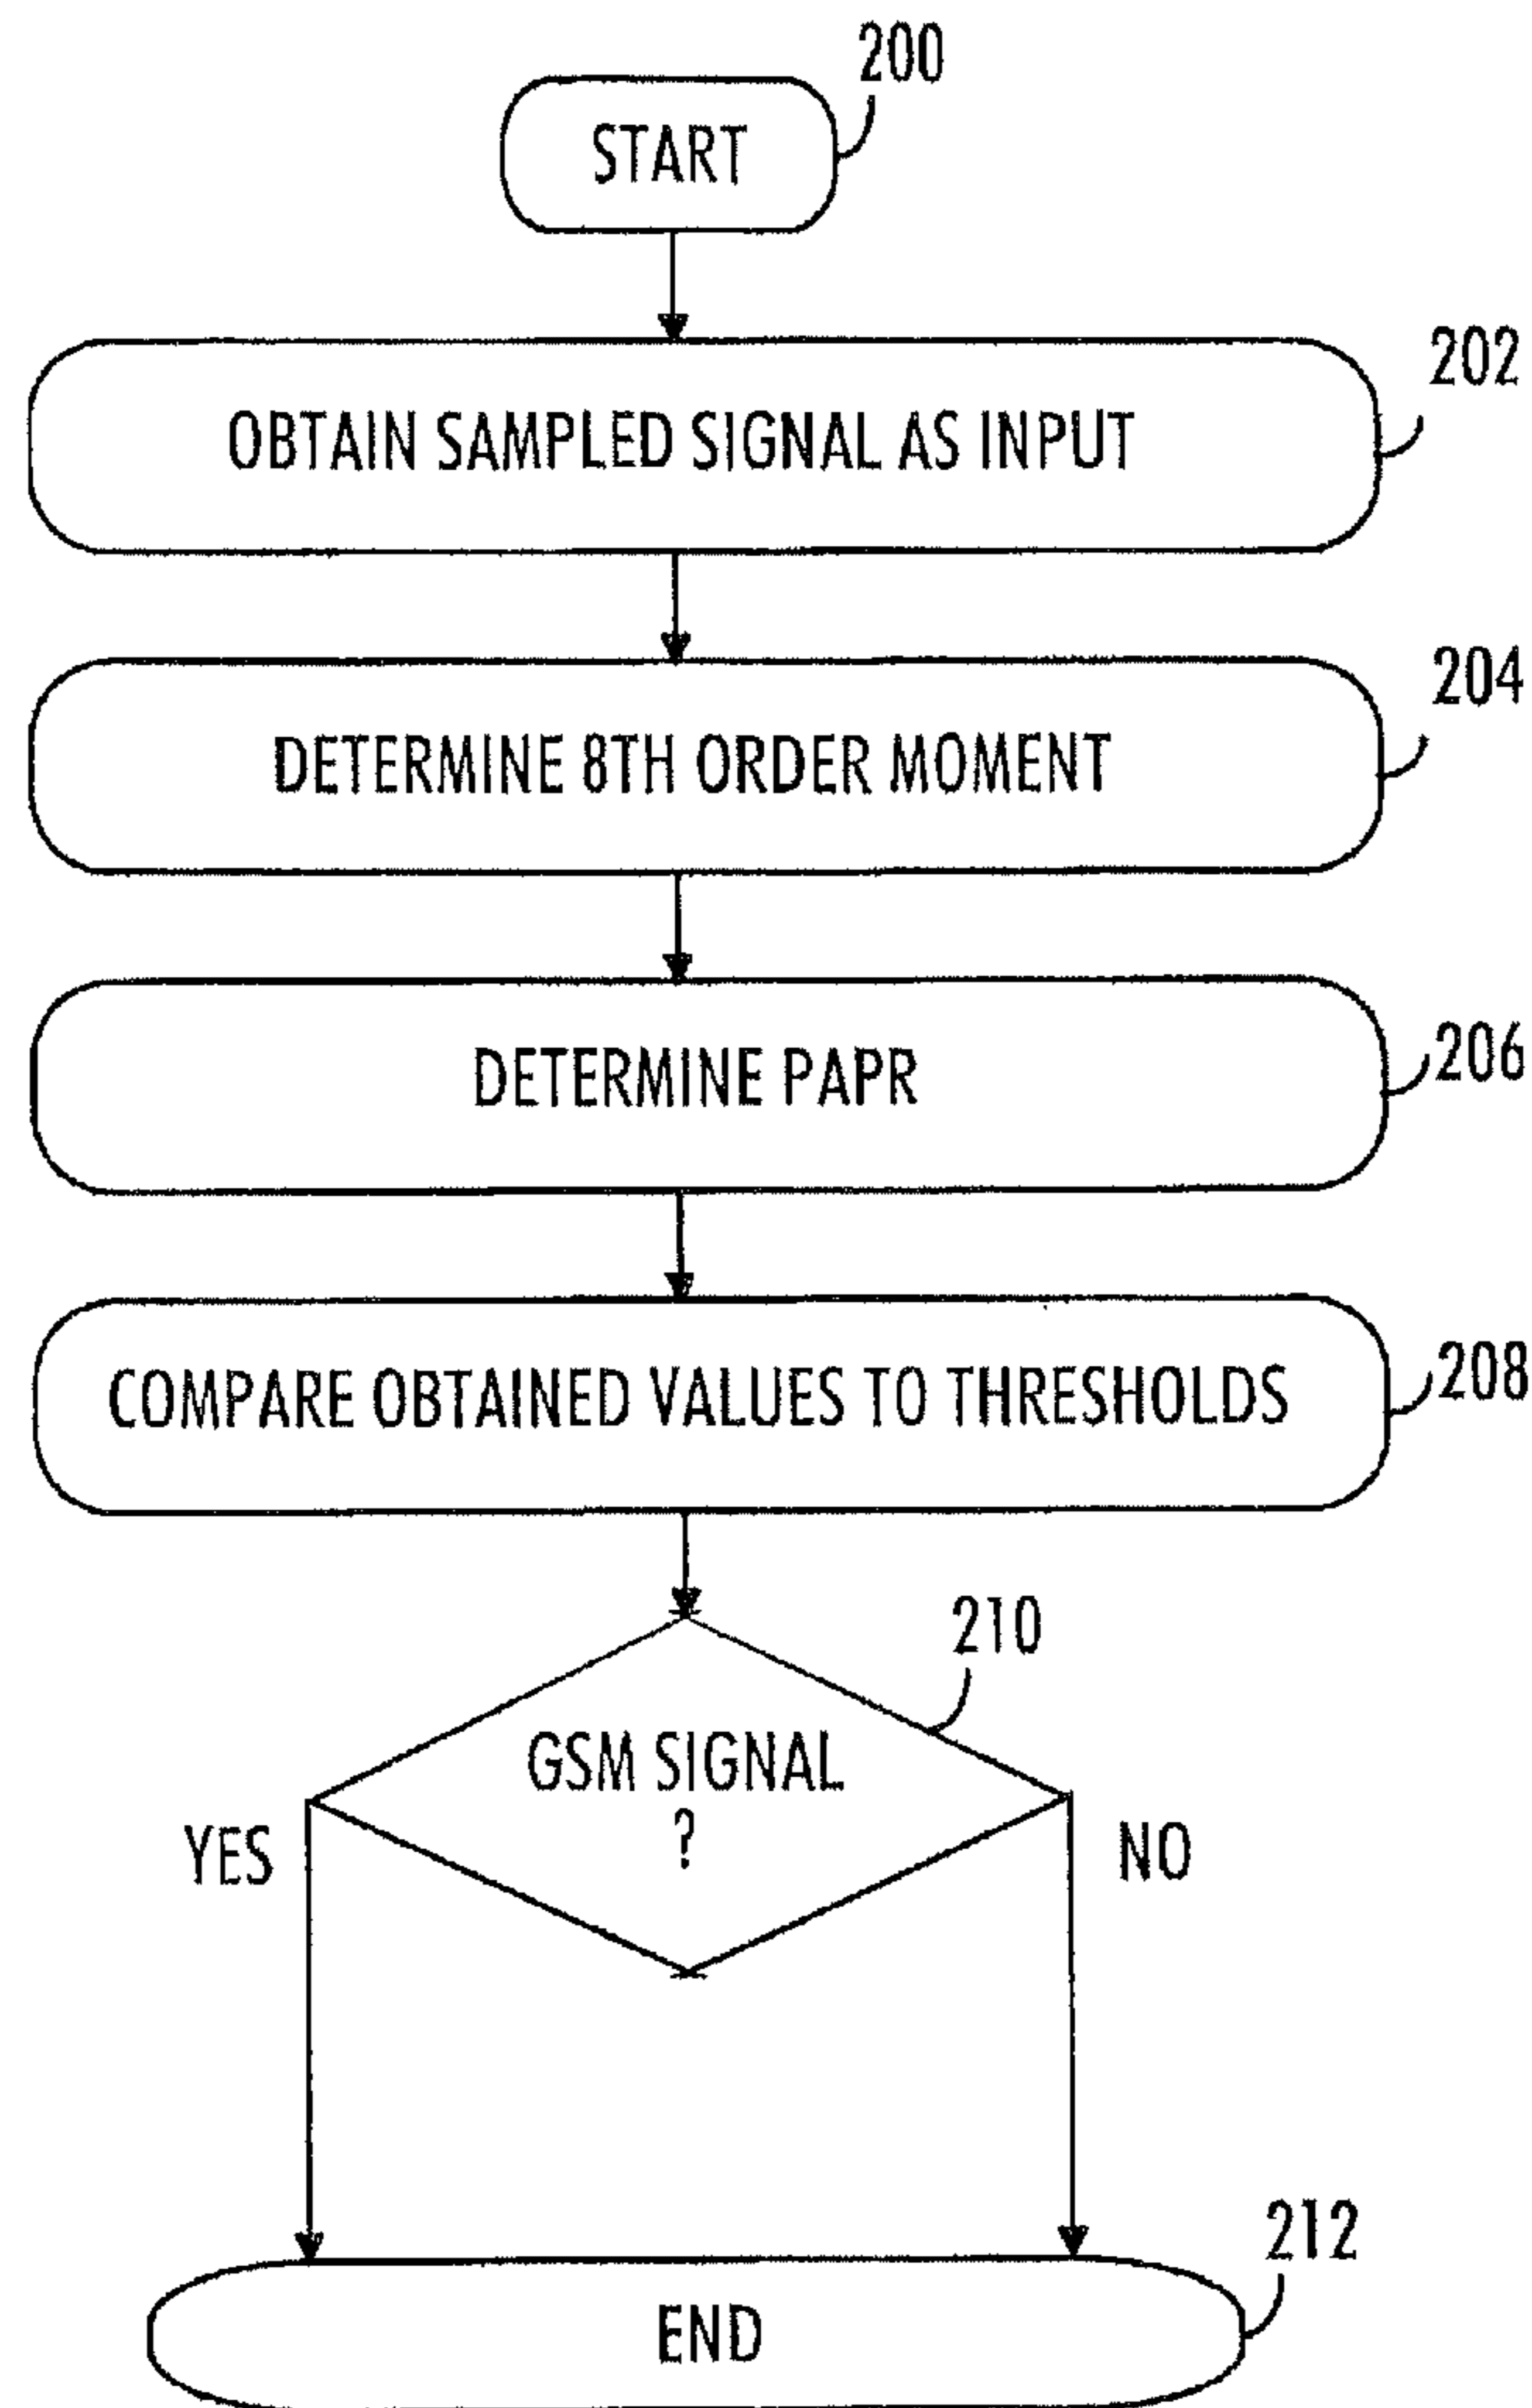 200
START
202
OBTAIN SAMPLED SIGNAL AS INPUT
204
DETERMINE 8TH ORDER MOMENT
206
DETERMINE PAPR
208
COMPARE OBTAINED VALUES TO THRESHOLDS
210
GSM SIGNAL
?
YES
NO
212
END